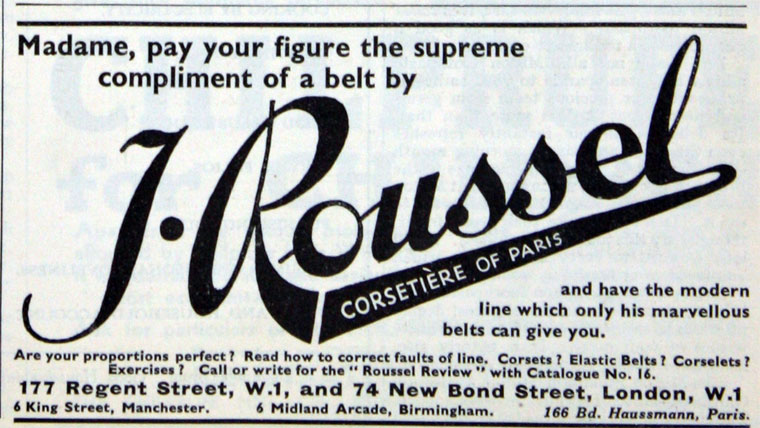 Madame, pay your figure the supreme
compliment of a belt by
J. Roussel
CORSETIÈRE OF PARIS
and have the modern
line which only his marvellous
belts can give you.
Are your proportions perfect? Read how to correct faults of line. Corsets? Elastic Belts? Corselets?
Exercises? Call or write for the "Roussel Review" with Catalogue No. 16.
177 Regent Street, W.1, and 74 New Bond Street, London, W.1
6 King Street, Manchester. 6 Midland Arcade, Birmingham. 166 Bd. Haussmann, Paris.